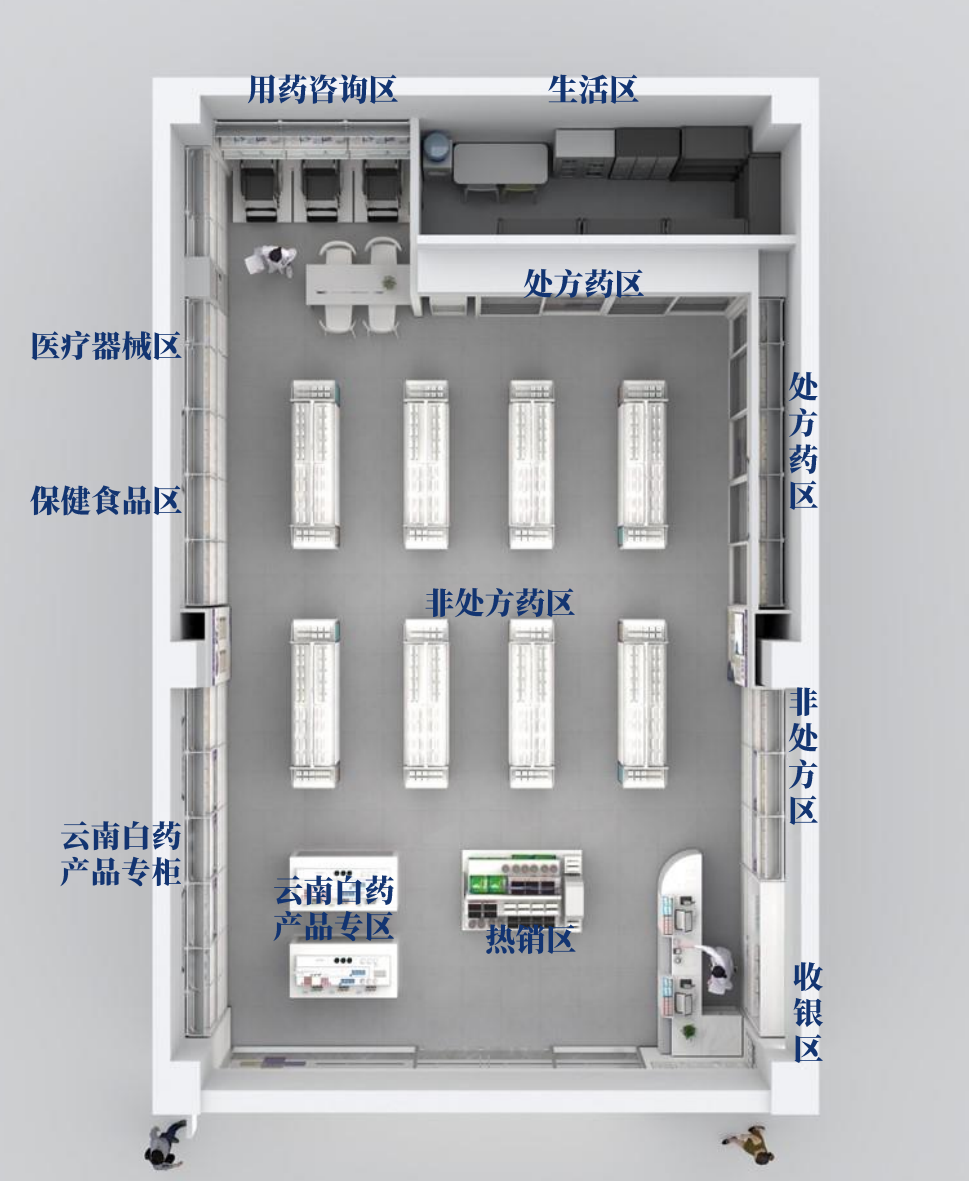 用药咨询区
生活区
处方药区
医疗器械区
处方药区
保健食品区
非处方药区
非处方区
云南白药
产品专柜
云南白药
产品专区
热销区
收银区